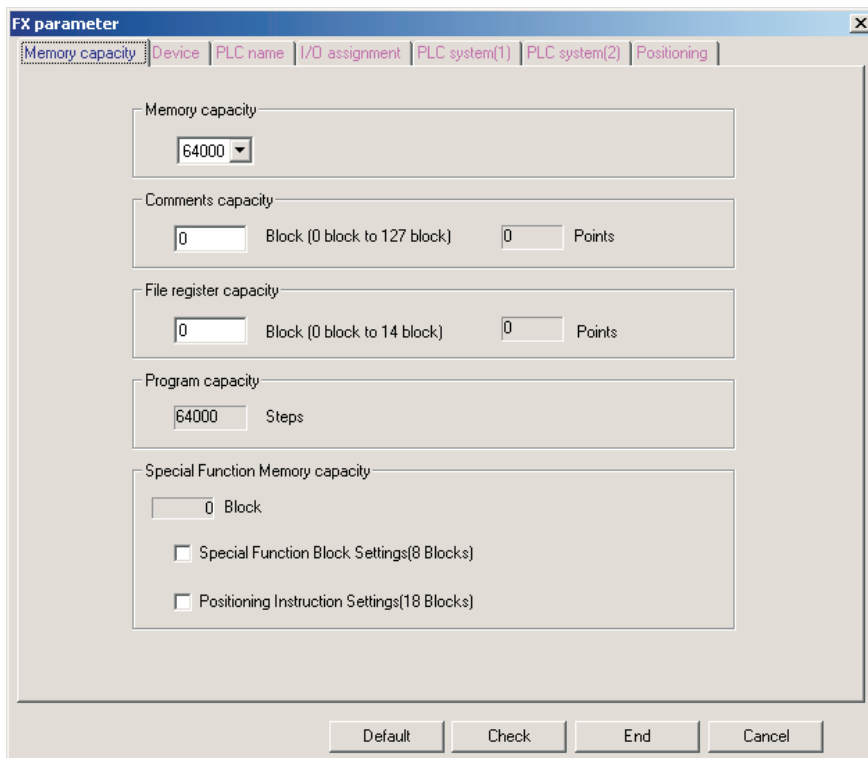 FX parameter
Memory capacity Device PLC name I/O assignment PLC system(1) PLC system(2) Positioning
Memory capacity
64000
Comments capacity
0 Block (0 block to 127 block) 0 Points
File register capacity
0 Block (0 block to 14 block) 0 Points
Program capacity
64000 Steps
Special Function Memory capacity
0 Block
Special Function Block Settings(8 Blocks)
Positioning Instruction Settings(18 Blocks)
Default Check End Cancel